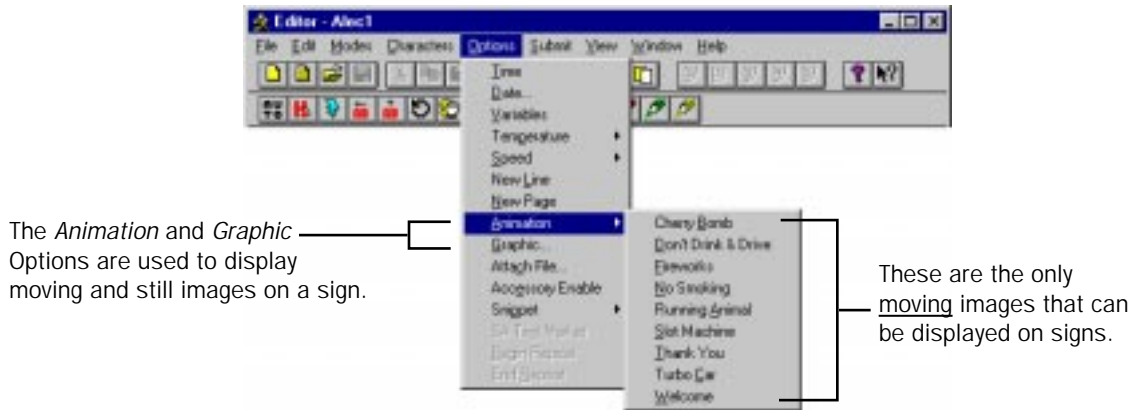 Editor - Alec1
File Edit Modes Characters Options Submit View Window Help
Time
Date...
Variables
Temperature
Speed
New Line
New Page
Animation
Graphic...
Attach File...
Accessory Enable
Snippet
Begin Repeat
End Repeat
Cherry Bomb
Don't Drink & Drive
Fireworks
No Smoking
Running Animal
Slot Machine
Thank You
Turbo Car
Welcome
The Animation and Graphic
Options are used to display
moving and still images on a sign.
These are the only
moving images that can
be displayed on signs.